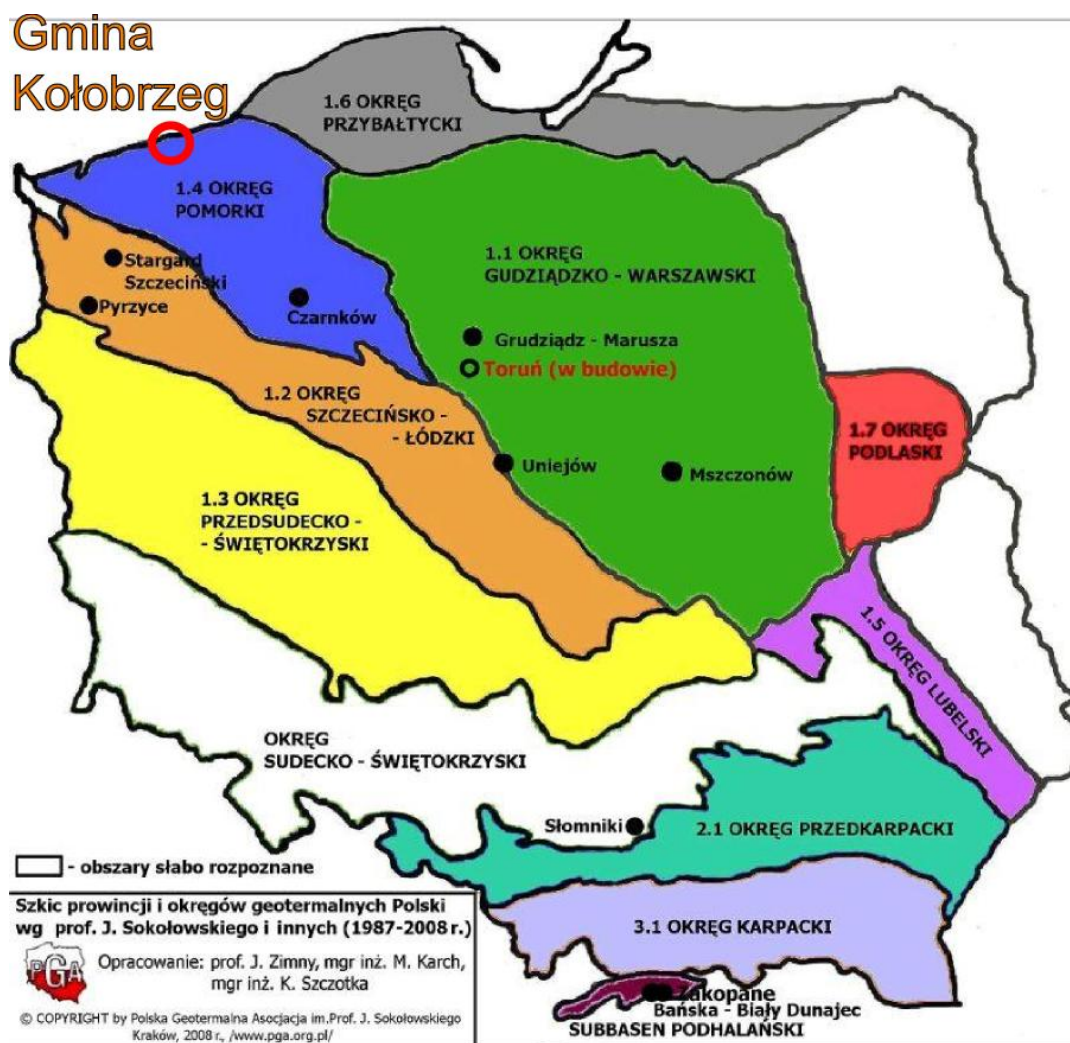 Gmina
Kołobrzeg
1.6 OKRĘG
PRZYBAŁTYCKI
1.4 OKRĘG
POMORKI
1.1 OKRĘG
GUDZIĄDZKO - WARSZAWSKI
Stargard
Szczeciński
Pyrzyce
Czarnków
Grudziądz - Marusza
Toruń (w budowie)
1.2 OKRĘG
SZCZECIŃSKO -
- ŁÓDZKI
1.7 OKRĘG
PODLASKI
Uniejów
Mszczonów
1.3 OKRĘG
PRZEDSUDECKO -
- ŚWIĘTOKRZYSKI
1.5 OKRĘG LUBELSKI
OKRĘG
SUDECKO - ŚWIĘTOKRZYSKI
Słomniki
2.1 OKRĘG PRZEDKARPACKI
- obszary słabo rozpoznane
3.1 OKRĘG KARPACKI
Zakopane
Bańska - Biały Dunajec
SUBBASEN PODHALAŃSKI
Szkic prowincji i okręgów geotermalnych Polski
wg prof. J. Sokołowskiego i innych (1987-2008 r.)
PGA
Opracowanie: prof. J. Zimny, mgr inż. M. Karch,
mgr inż. K. Szczotka
© COPYRIGHT by Polska Geotermalna Asocjacja im.Prof. J. Sokołowskiego
Kraków, 2008 r., /www.pga.org.pl/